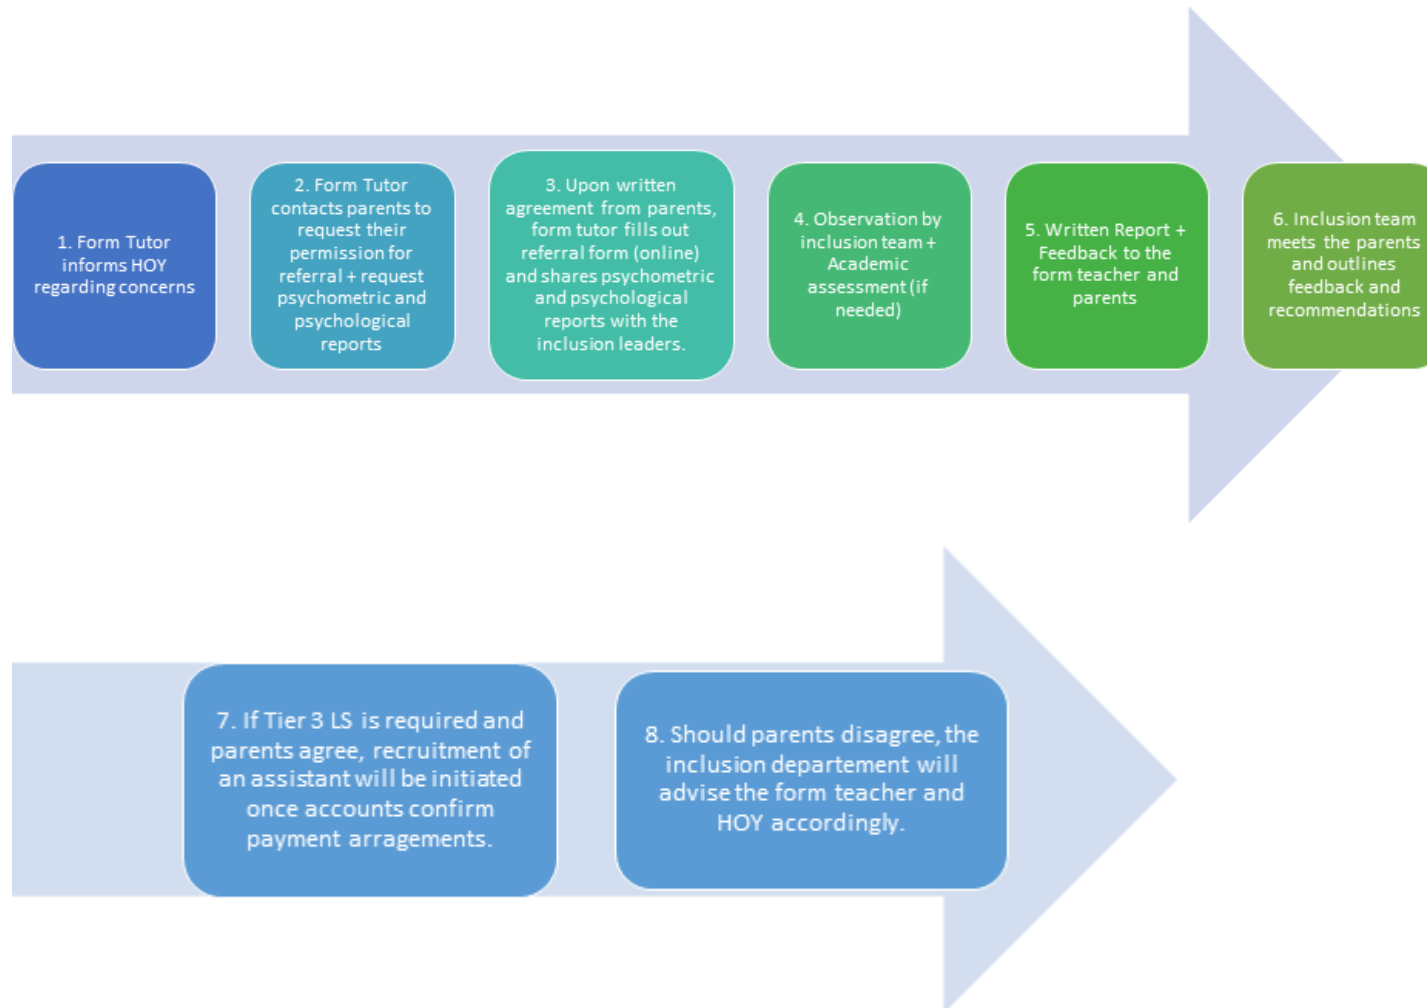 1. Form Tutor
informs HOY
regarding concerns
2. Form Tutor
contacts parents to
request their
permission for
referral + request
psychometric and
psychological
reports
3. Upon written
agreement from parents,
form tutor fills out
referral form (online)
and shares psychometric
and psychological
reports with the
inclusion leaders.
4. Observation by
inclusion team +
Academic
assessment (if
needed)
5. Written Report +
Feedback to the
form teacher and
parents
6. Inclusion team
meets the parents
and outlines
feedback and
recommendations
7. If Tier 3 LS is required and
parents agree, recruitment of
an assistant will be initiated
once accounts confirm
payment arragements.
8. Should parents disagree, the
inclusion departement will
advise the form teacher and
HOY accordingly.